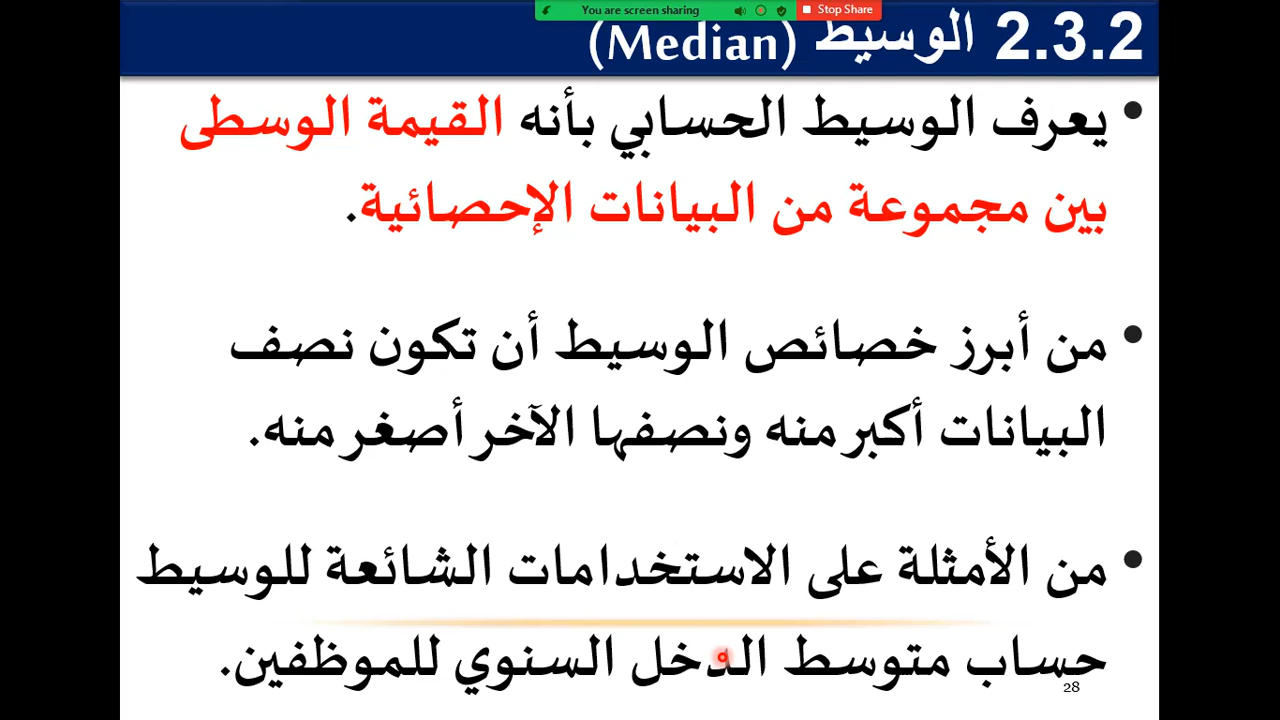 You are screen sharing
Stop Share
2.3.2 الوسيط (Median)
• يعرف الوسيط الحسابي بأنه القيمة الوسطى
بين مجموعة من البيانات الإحصائية.
• من أبرز خصائص الوسيط أن تكون نصف
البيانات أكبر منه ونصفها الآخر أصغر منه.
• من الأمثلة على الاستخدامات الشائعة للوسيط
حساب متوسط الدخل السنوي للموظفين.
28